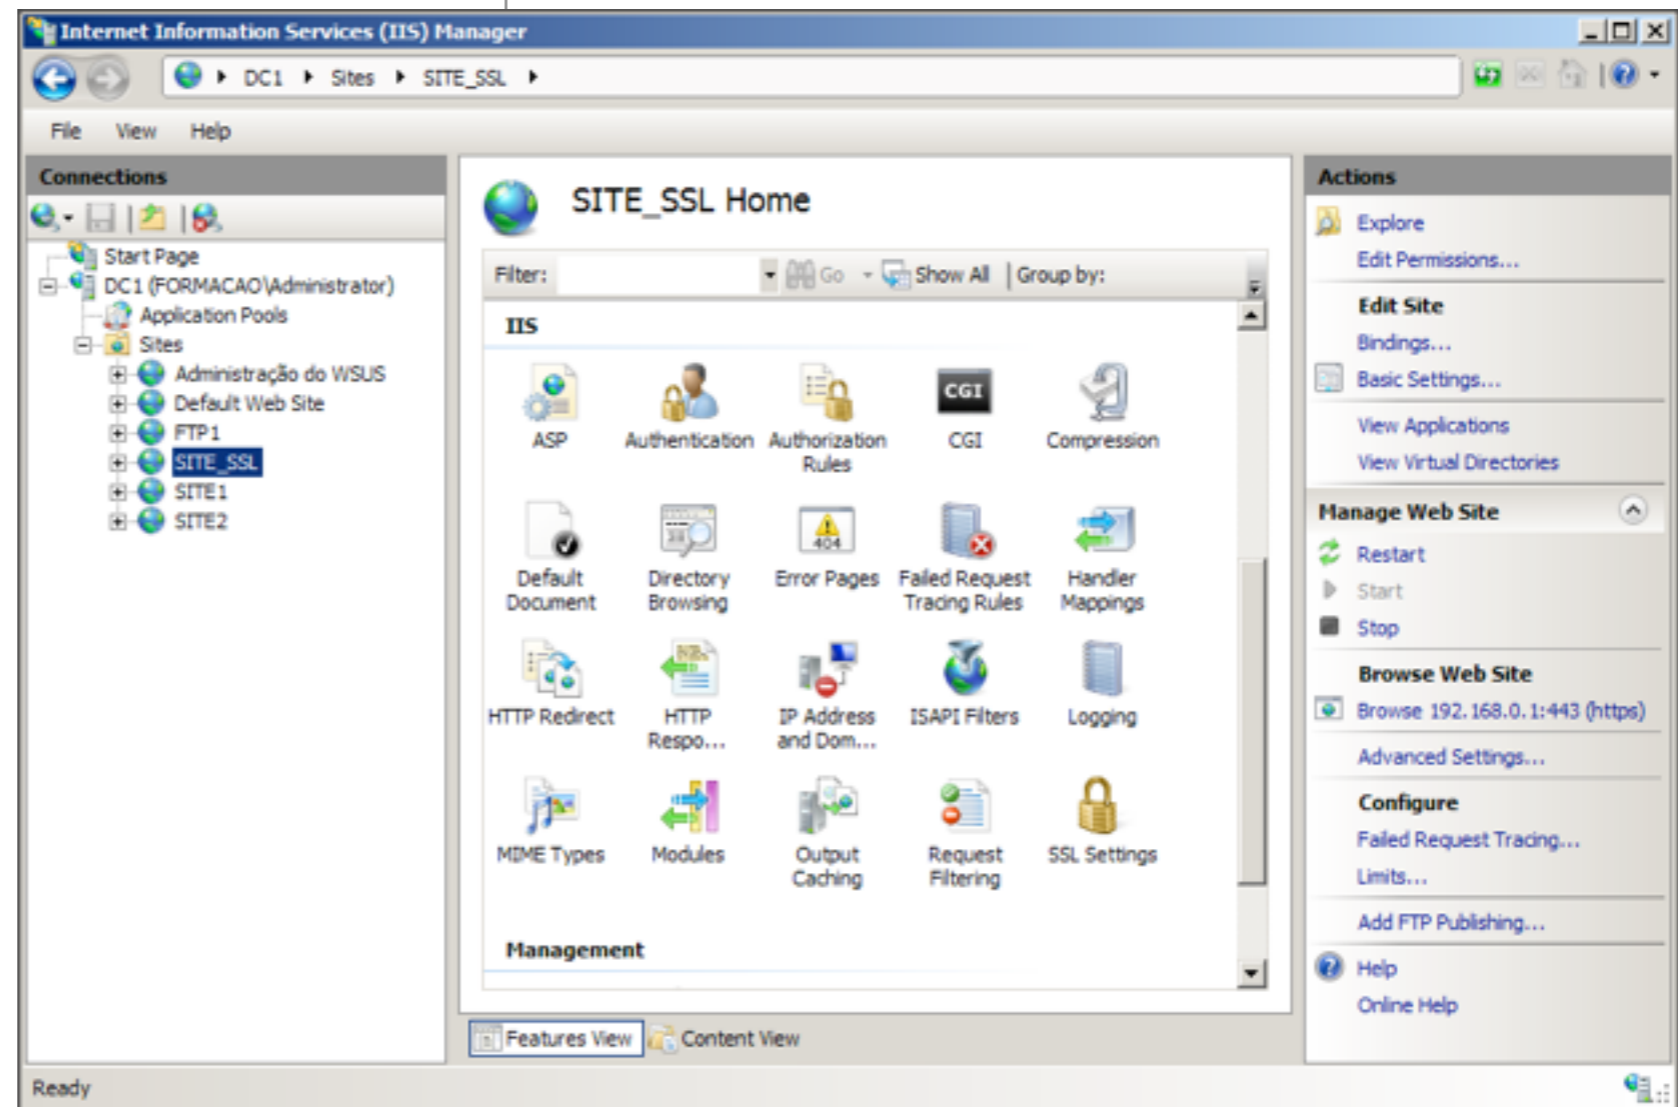 Internet Information Services (IIS) Manager
DC1 Sites SITE_SSL
File View Help
Connections
Start Page
DC1 (FORMACAO\Administrator)
Application Pools
Sites
Administração do WSUS
Default Web Site
FTP1
SITE_SSL
SITE1
SITE2
SITE_SSL Home
Filter: Go Show All Group by:
IIS
ASP Authentication Authorization CGI Compression
Rules
CGI
Default Directory Error Pages Failed Request Handler
Document Browsing Tracing Rules Mappings
404
HTTP Redirect HTTP IP Address ISAPI Filters Logging
Respo... and Dom...
MIME Types Modules Output Request SSL Settings
Caching Filtering
Management
Features View Content View
Actions
Explore
Edit Permissions...
Edit Site
Bindings...
Basic Settings...
View Applications
View Virtual Directories
Manage Web Site
Restart
Start
Stop
Browse Web Site
Browse 192.168.0.1:443 (https)
Advanced Settings...
Configure
Failed Request Tracing...
Limits...
Add FTP Publishing...
Help
Online Help
Ready